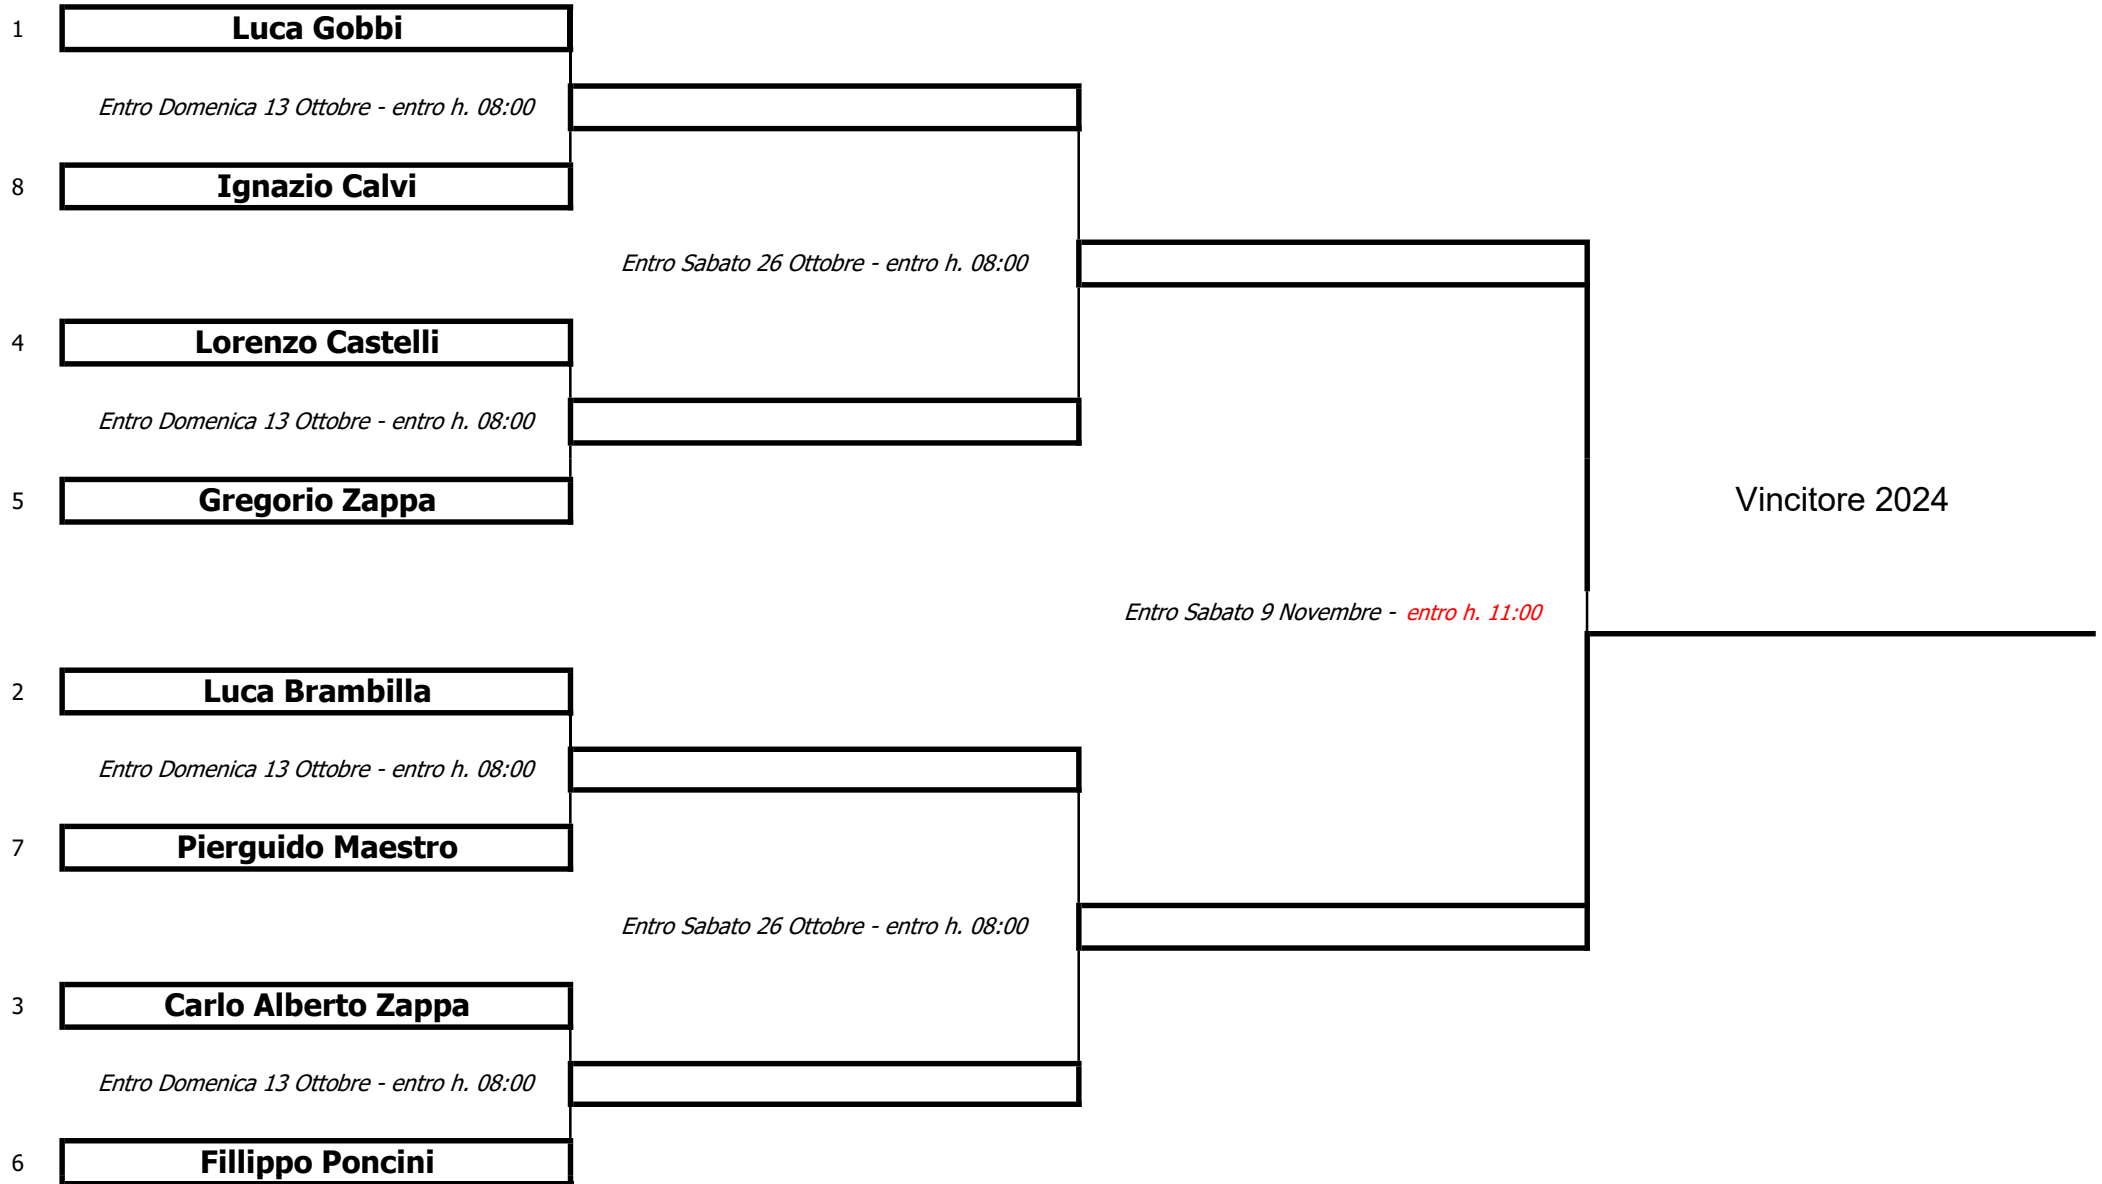 1 Luca Gobbi
Entro Domenica 13 Ottobre - entro h. 08:00
8 Ignazio Calvi
Entro Sabato 26 Ottobre - entro h. 08:00
4 Lorenzo Castelli
Entro Domenica 13 Ottobre - entro h. 08:00
5 Gregorio Zappa
Vincitore 2024
Entro Sabato 9 Novembre - entro h. 11:00
2 Luca Brambilla
Entro Domenica 13 Ottobre - entro h. 08:00
7 Pierguido Maestro
Entro Sabato 26 Ottobre - entro h. 08:00
3 Carlo Alberto Zappa
Entro Domenica 13 Ottobre - entro h. 08:00
6 Fillippo Poncini